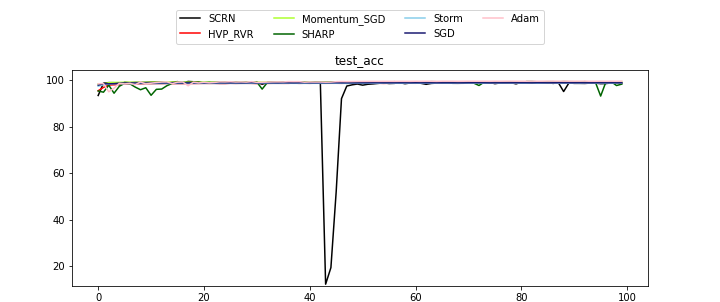 SCRN Momentum_SGD Storm Adam
HVP_RVR SHARP SGD
test_acc
100
80
60
40
20
0 20 40 60 80 100